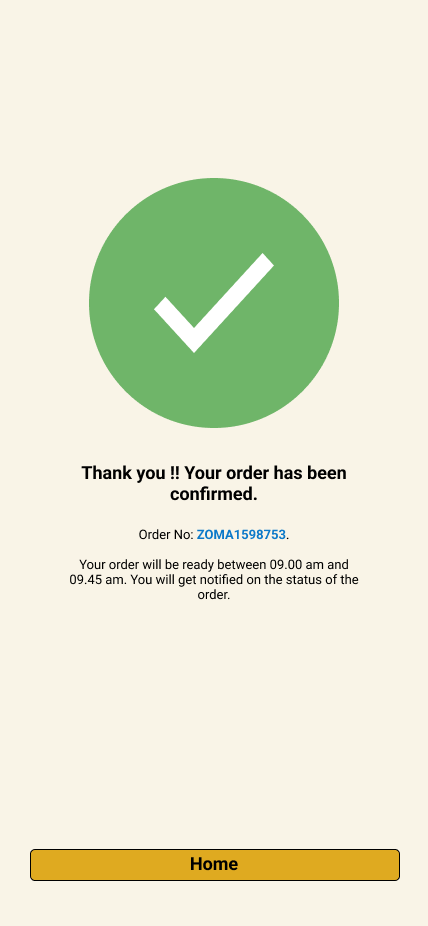 Thank you !! Your order has been
confirmed.
Order No: ZOMA1598753.
Your order will be ready between 09.00 am and
09.45 am. You will get notified on the status of the
order.
Home